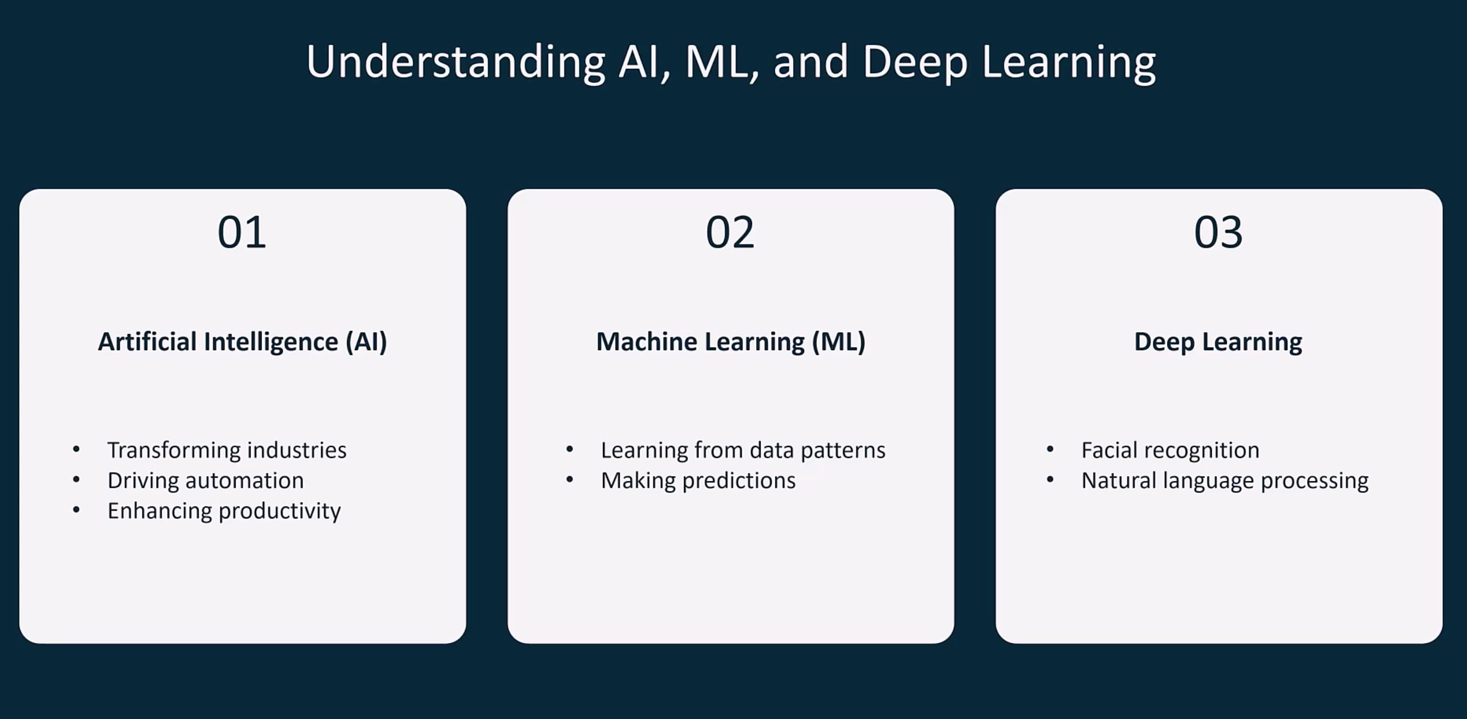 Understanding AI, ML, and Deep Learning
01
Artificial Intelligence (AI)
• Transforming industries
• Driving automation
• Enhancing productivity
02
Machine Learning (ML)
• Learning from data patterns
• Making predictions
03
Deep Learning
• Facial recognition
• Natural language processing